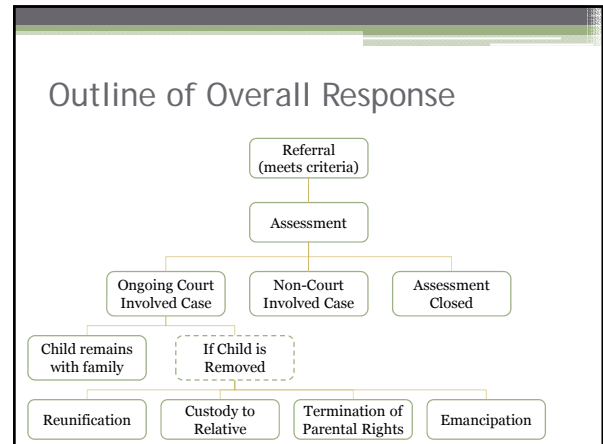 Outline of Overall Response
Referral
(meets criteria)
Assessment
Ongoing Court
Involved Case
Non-Court
Involved Case
Assessment
Closed
Child remains
with family
If Child is
Removed
Reunification
Custody to
Relative
Termination of
Parental Rights
Emancipation